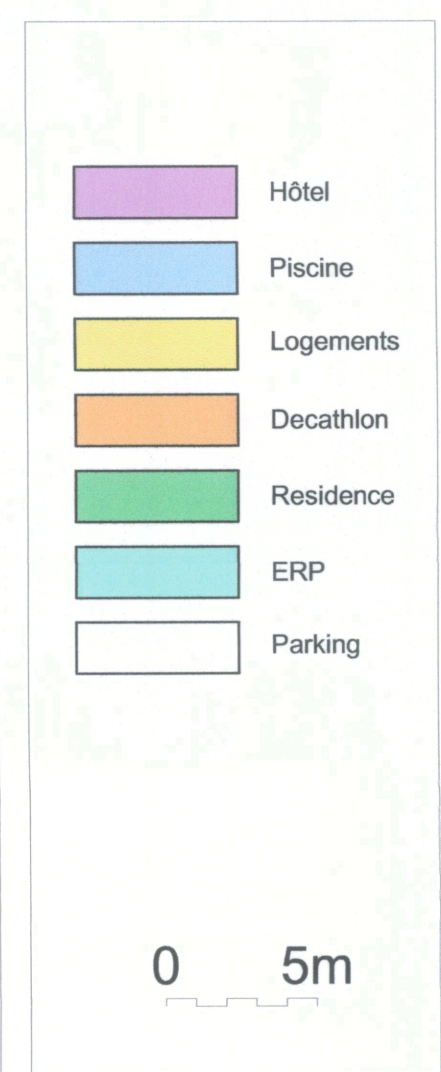 Hôtel
Piscine
Logements
Decathlon
Residence
ERP
Parking
0 5m